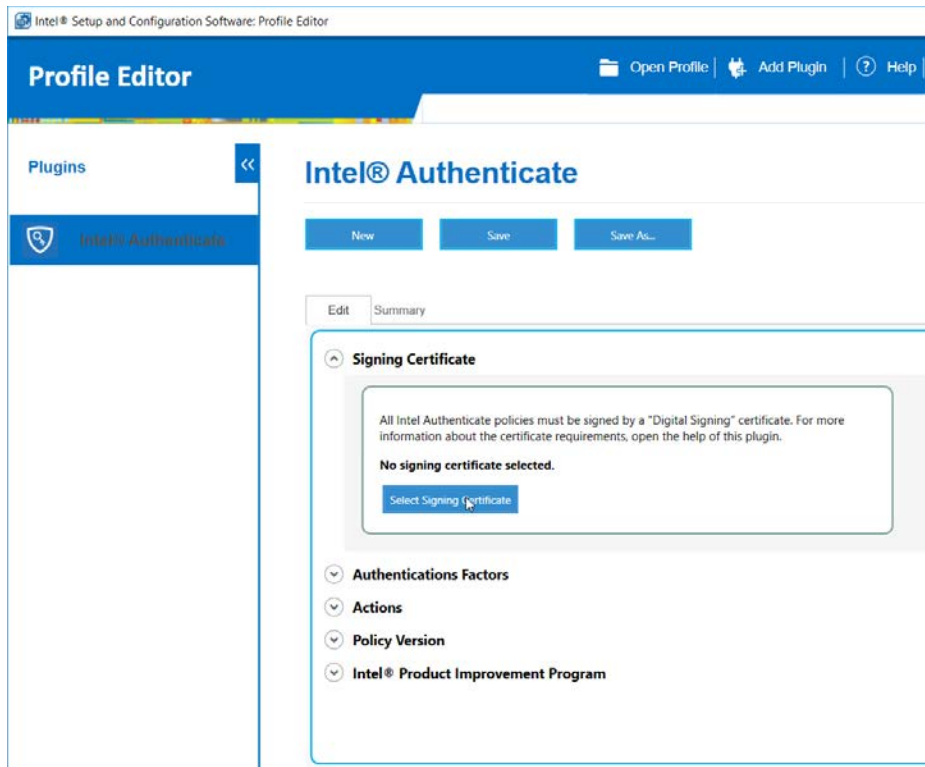 Intel® Setup and Configuration Software: Profile Editor
Profile Editor
Open Profile
Add Plugin
Help
Plugins
Intel® Authenticate
Intel® Authenticate
New
Save
Save As...
Edit
Summary
Signing Certificate
All Intel Authenticate policies must be signed by a "Digital Signing" certificate. For more
information about the certificate requirements, open the help of this plugin.
No signing certificate selected.
Select Signing Certificate
Authentications Factors
Actions
Policy Version
Intel® Product Improvement Program